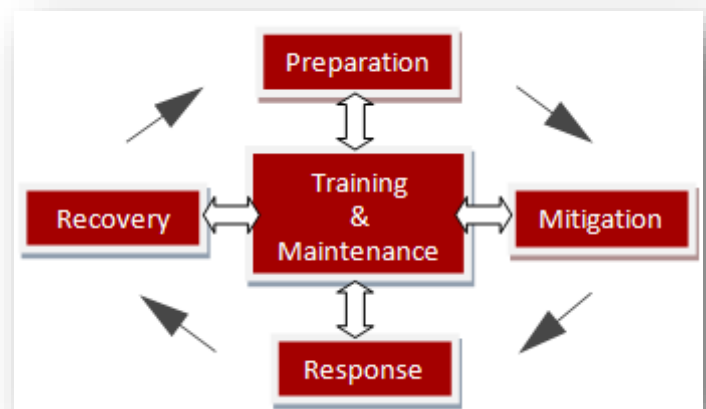 Preparation
Training
&
Maintenance
Recovery
Mitigation
Response